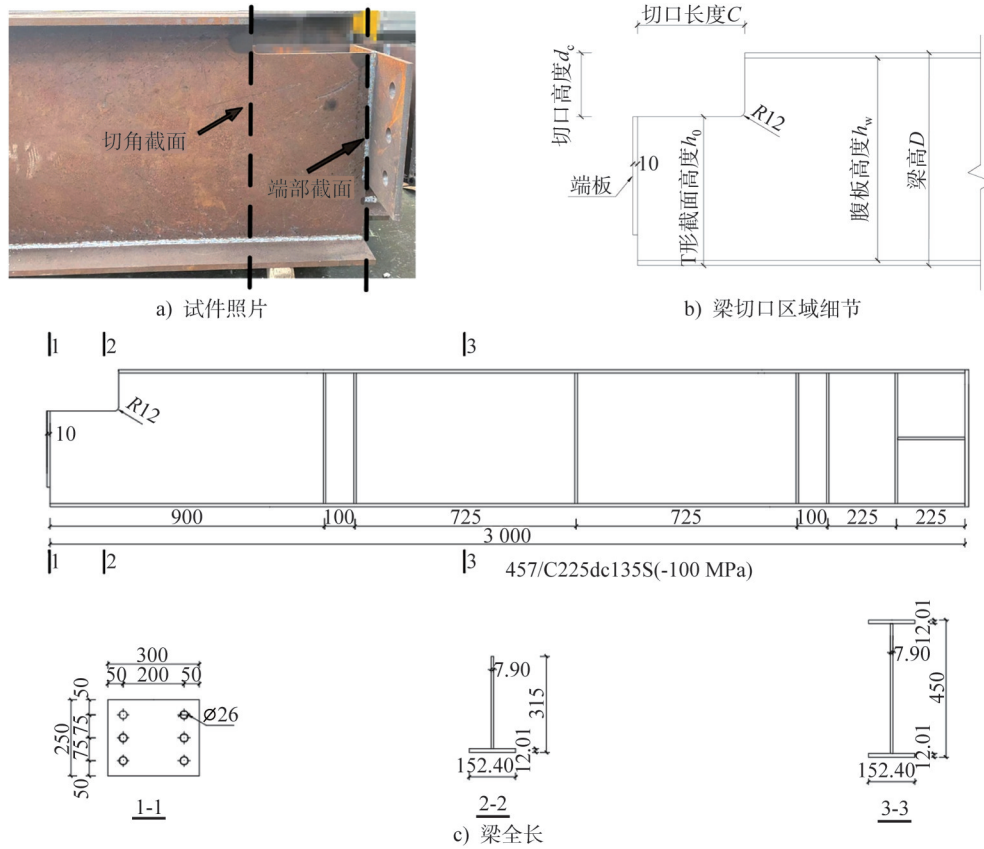 切角截面
端部截面
a) 试件照片
切口长度C
切口高度dc
R12
10
端板
T形截面高度h0
腹板高度hw
梁高D
b) 梁切口区域细节
1
2
3
R12
10
900
100
725
725
100
225
225
3 000
1
2
3
457/C225dc135S(-100 MPa)
300
50
200
50
50
75
75
50
250
Ø26
1-1
7.90
315
12.01
152.40
2-2
12.01
7.90
450
12.01
152.40
3-3
c) 梁全长